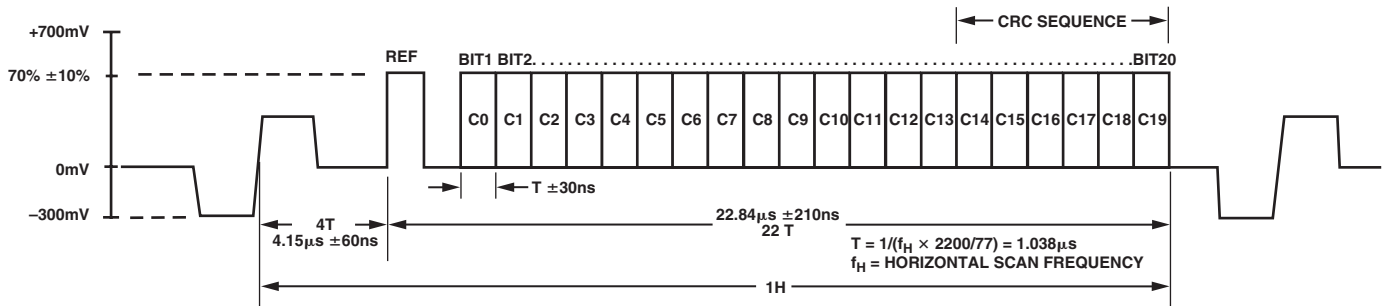 CRC SEQUENCE
+700mV
REF
BIT1 BIT2. . . . . . . . . . . . . . . . . . . . . . . . . . . . . . . . . . . . . . . . . . . . . . . . . . . . . . . . . . . . . . . . . . .BIT20
70% ±10%
C0 C1 C2 C3 C4 C5 C6 C7 C8 C9 C10 C11 C12 C13 C14 C15 C16 C17 C18 C19
0mV
T ±30ns
–300mV
4T
4.15μs ±60ns
22.84μs ±210ns
22 T
T = 1/(fH × 2200/77) = 1.038μs
fH = HORIZONTAL SCAN FREQUENCY
1H